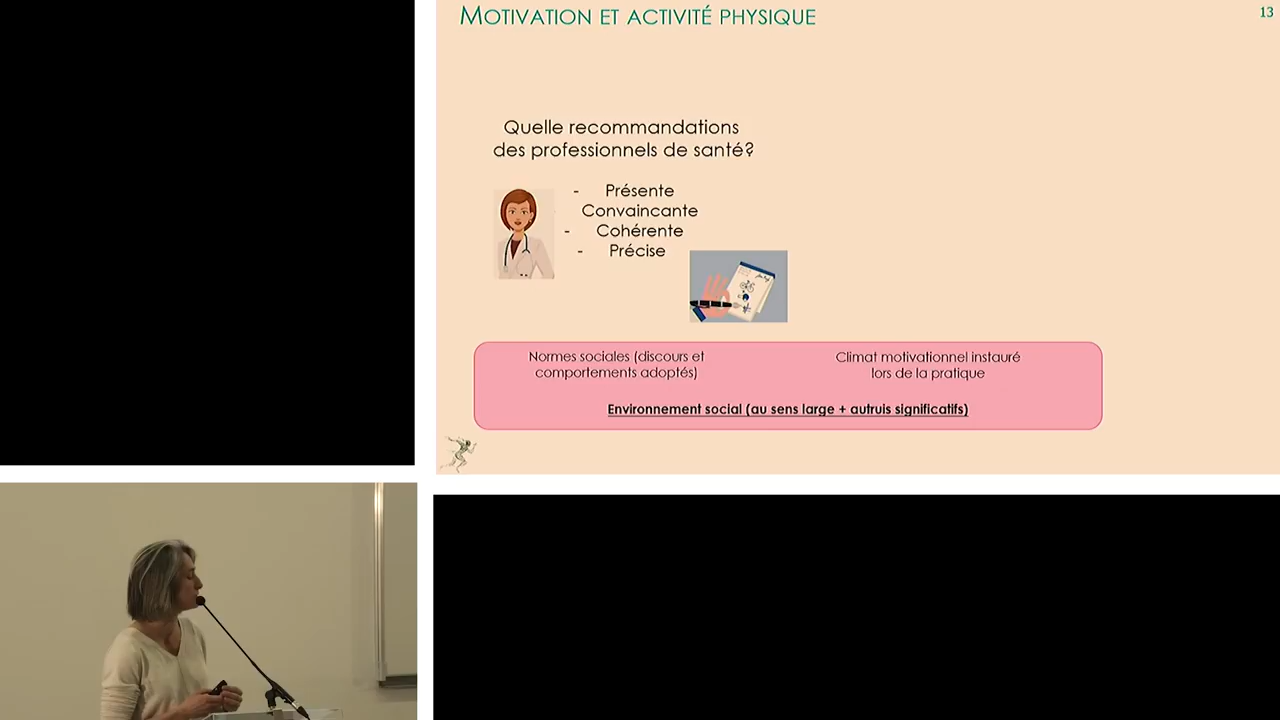 MOTIVATION ET ACTIVITÉ PHYSIQUE
13
Quelle recommandations
des professionnels de santé?
- Présente
Convaincante
- Cohérente
- Précise
Normes sociales (discours et
comportements adoptés)
Climat motivationnel instauré
lors de la pratique
Environnement social (au sens large + autruis significatifs)